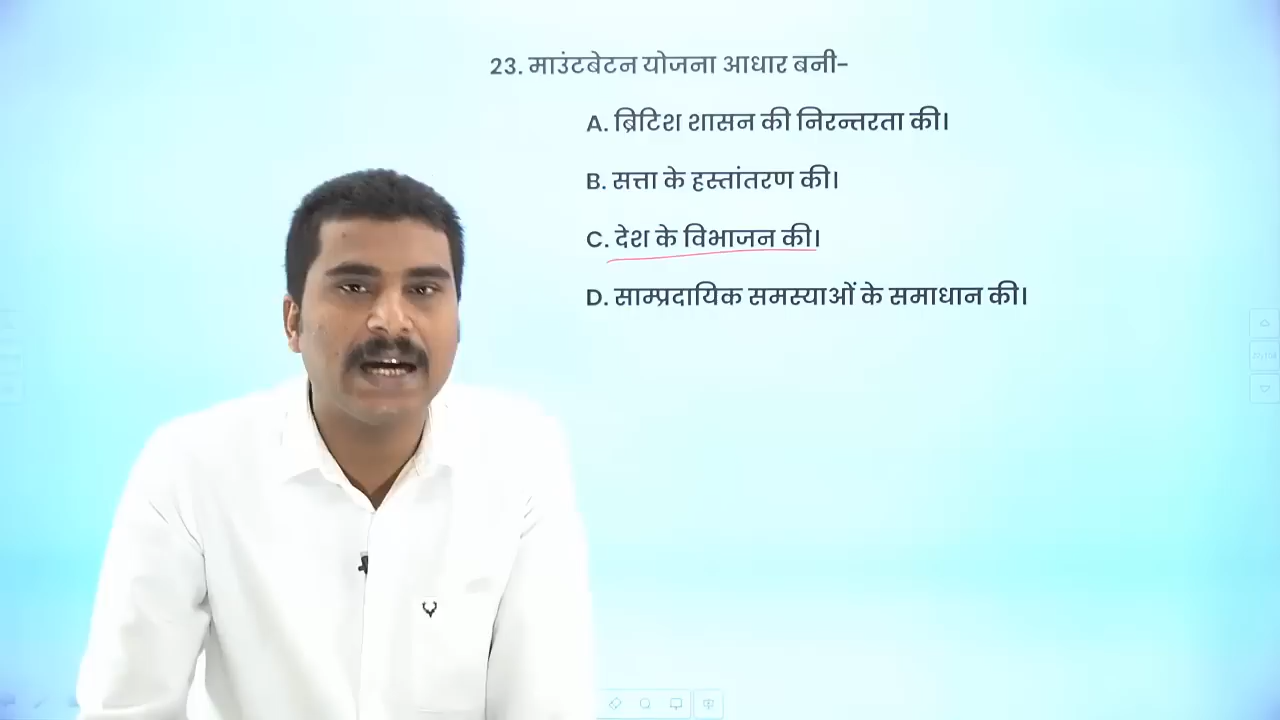 23. माउंटबेटन योजना आधार बनी-
A. ब्रिटिश शासन की निरन्तरता की।
B. सत्ता के हस्तांतरण की।
C. देश के विभाजन की।
D. साम्प्रदायिक समस्याओं के समाधान की।